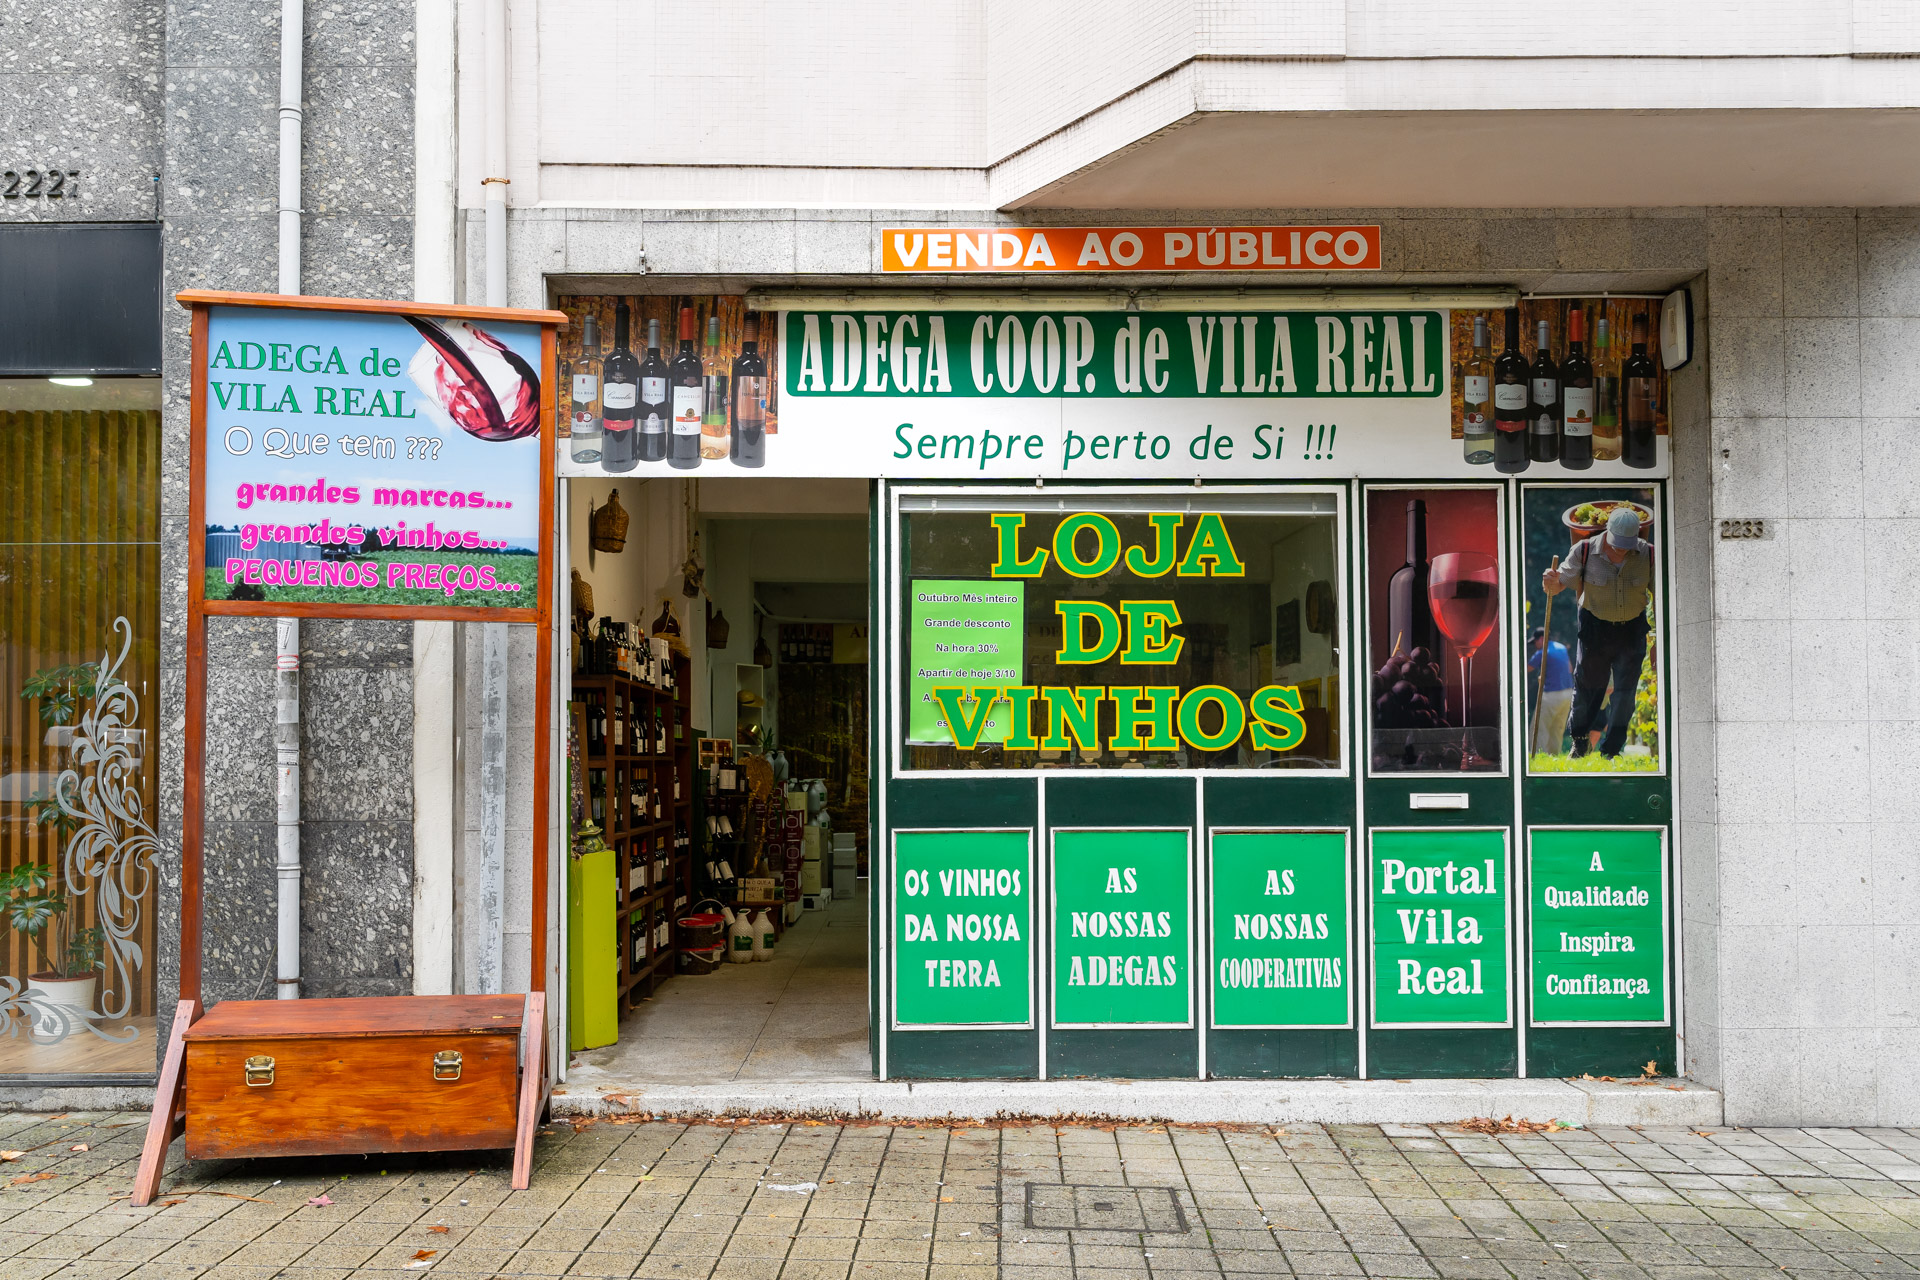 2227
VENDA AO PÚBLICO
ADEGA COOP. de VILA REAL
Sempre perto de Si !!!
ADEGA de
VILA REAL
O Que tem ???
grandes marcas...
grandes vinhos...
PEQUENOS PREÇOS...
LOJA
DE
VINHOS
Outubro Mês inteiro
Grande desconto
Na hora 30%
Apartir de hoje 3/10
2233
OS VINHOS
DA NOSSA
TERRA
AS
NOSSAS
ADEGAS
AS
NOSSAS
COOPERATIVAS
Portal
Vila
Real
A
Qualidade
Inspira
Confiança